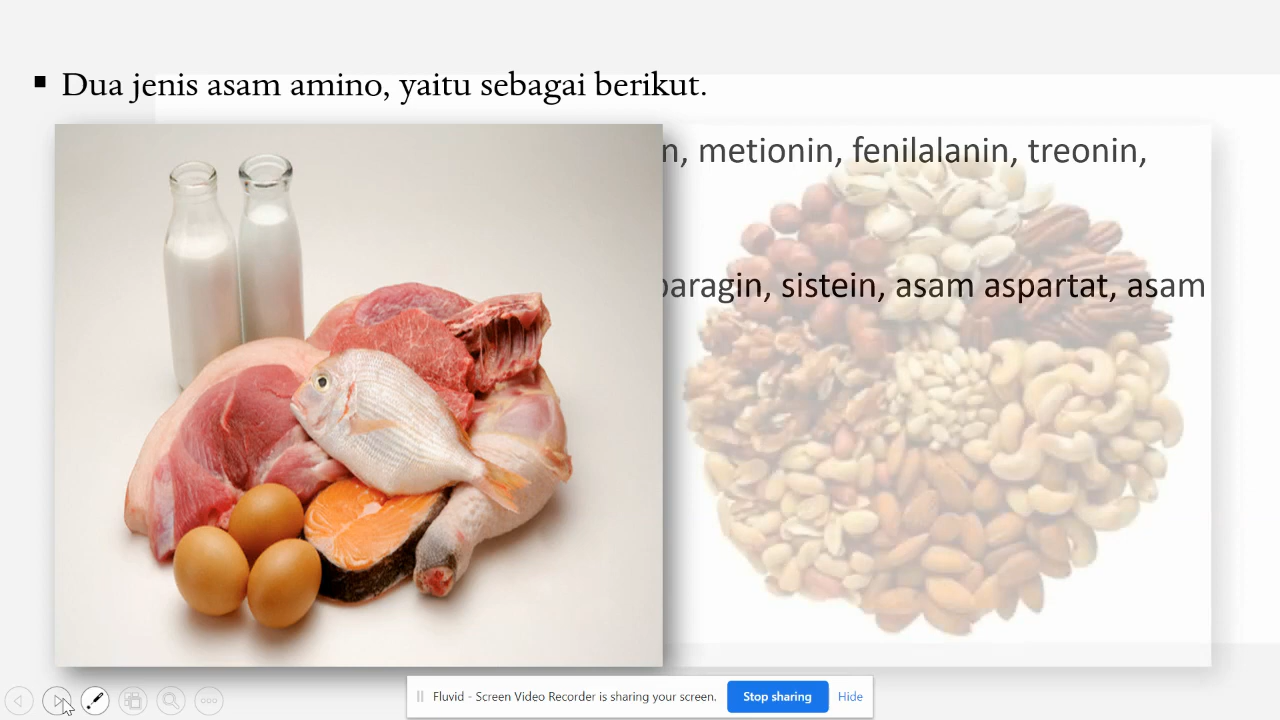 ▪ Dua jenis asam amino, yaitu sebagai berikut.
metionin, fenilalanin, treonin,
sistein, asam aspartat, asam
Fluvid - Screen Video Recorder is sharing your screen.
Stop sharing
Hide